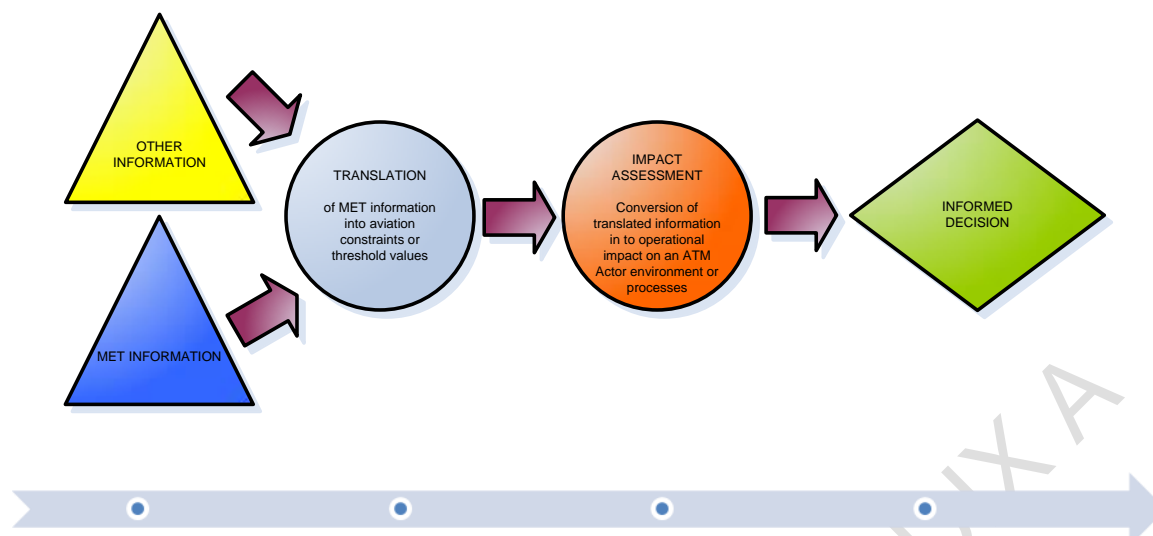 OTHER
INFORMATION
MET INFORMATION
TRANSLATION
of MET information
into aviation
constraints or
threshold values
IMPACT
ASSESSMENT
Conversion of
translated information
in to operational
impact on an ATM
Actor environment or
processes
INFORMED
DECISION